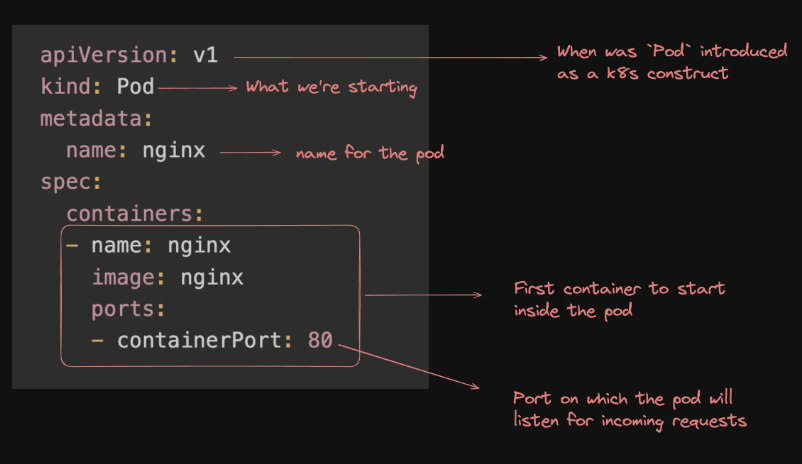 apiVersion: v1
When was `Pod` introduced
as a k8s construct
kind: Pod
What we're starting
metadata:
name: nginx
name for the pod
spec:
containers:
- name: nginx
image: nginx
ports:
- containerPort: 80
First container to start
inside the pod
Port on which the pod will
listen for incoming requests